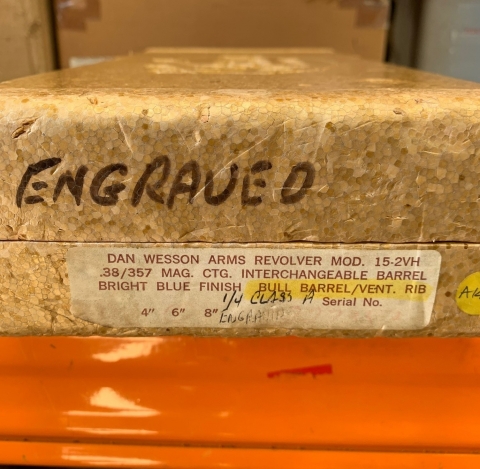 ENGRAVED
DAN WESSON ARMS REVOLVER MOD. 15-2VH
.38/357 MAG. CTG. INTERCHANGEABLE BARREL
BRIGHT BLUE FINISH BULL BARREL/VENT. RIB
1/4 CLASS A Serial No.
4" 6" 8"